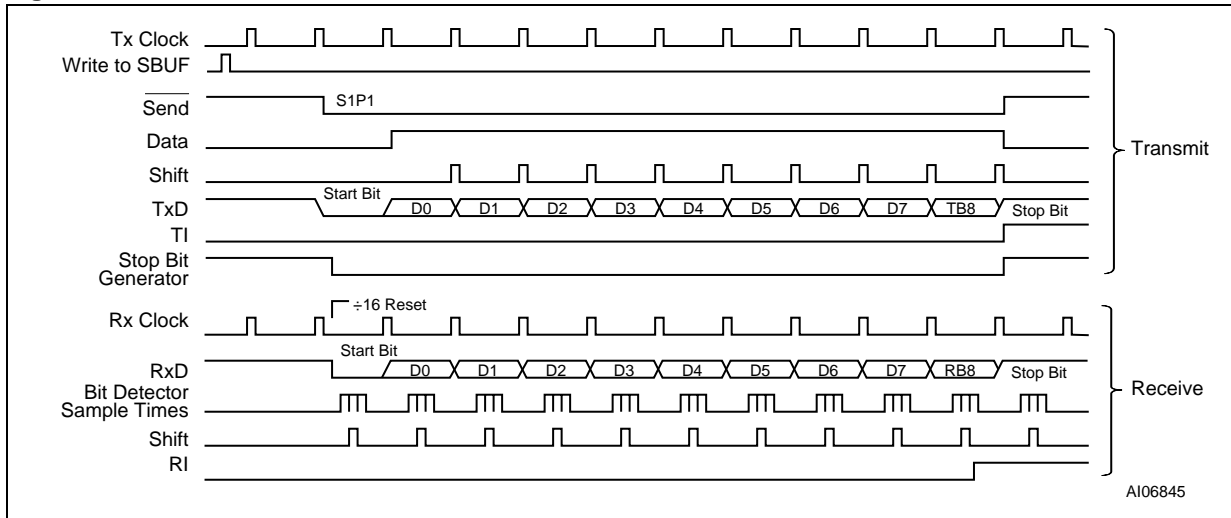 Tx Clock
Write to SBUF
Send
S1P1
Data
Shift
Start Bit
TxD
D0 D1 D2 D3 D4 D5 D6 D7 TB8 Stop Bit
TI
Stop Bit
Generator
Transmit
÷16 Reset
Rx Clock
Start Bit
RxD
D0 D1 D2 D3 D4 D5 D6 D7 RB8 Stop Bit
Bit Detector
Sample Times
Shift
RI
Receive
AI06845